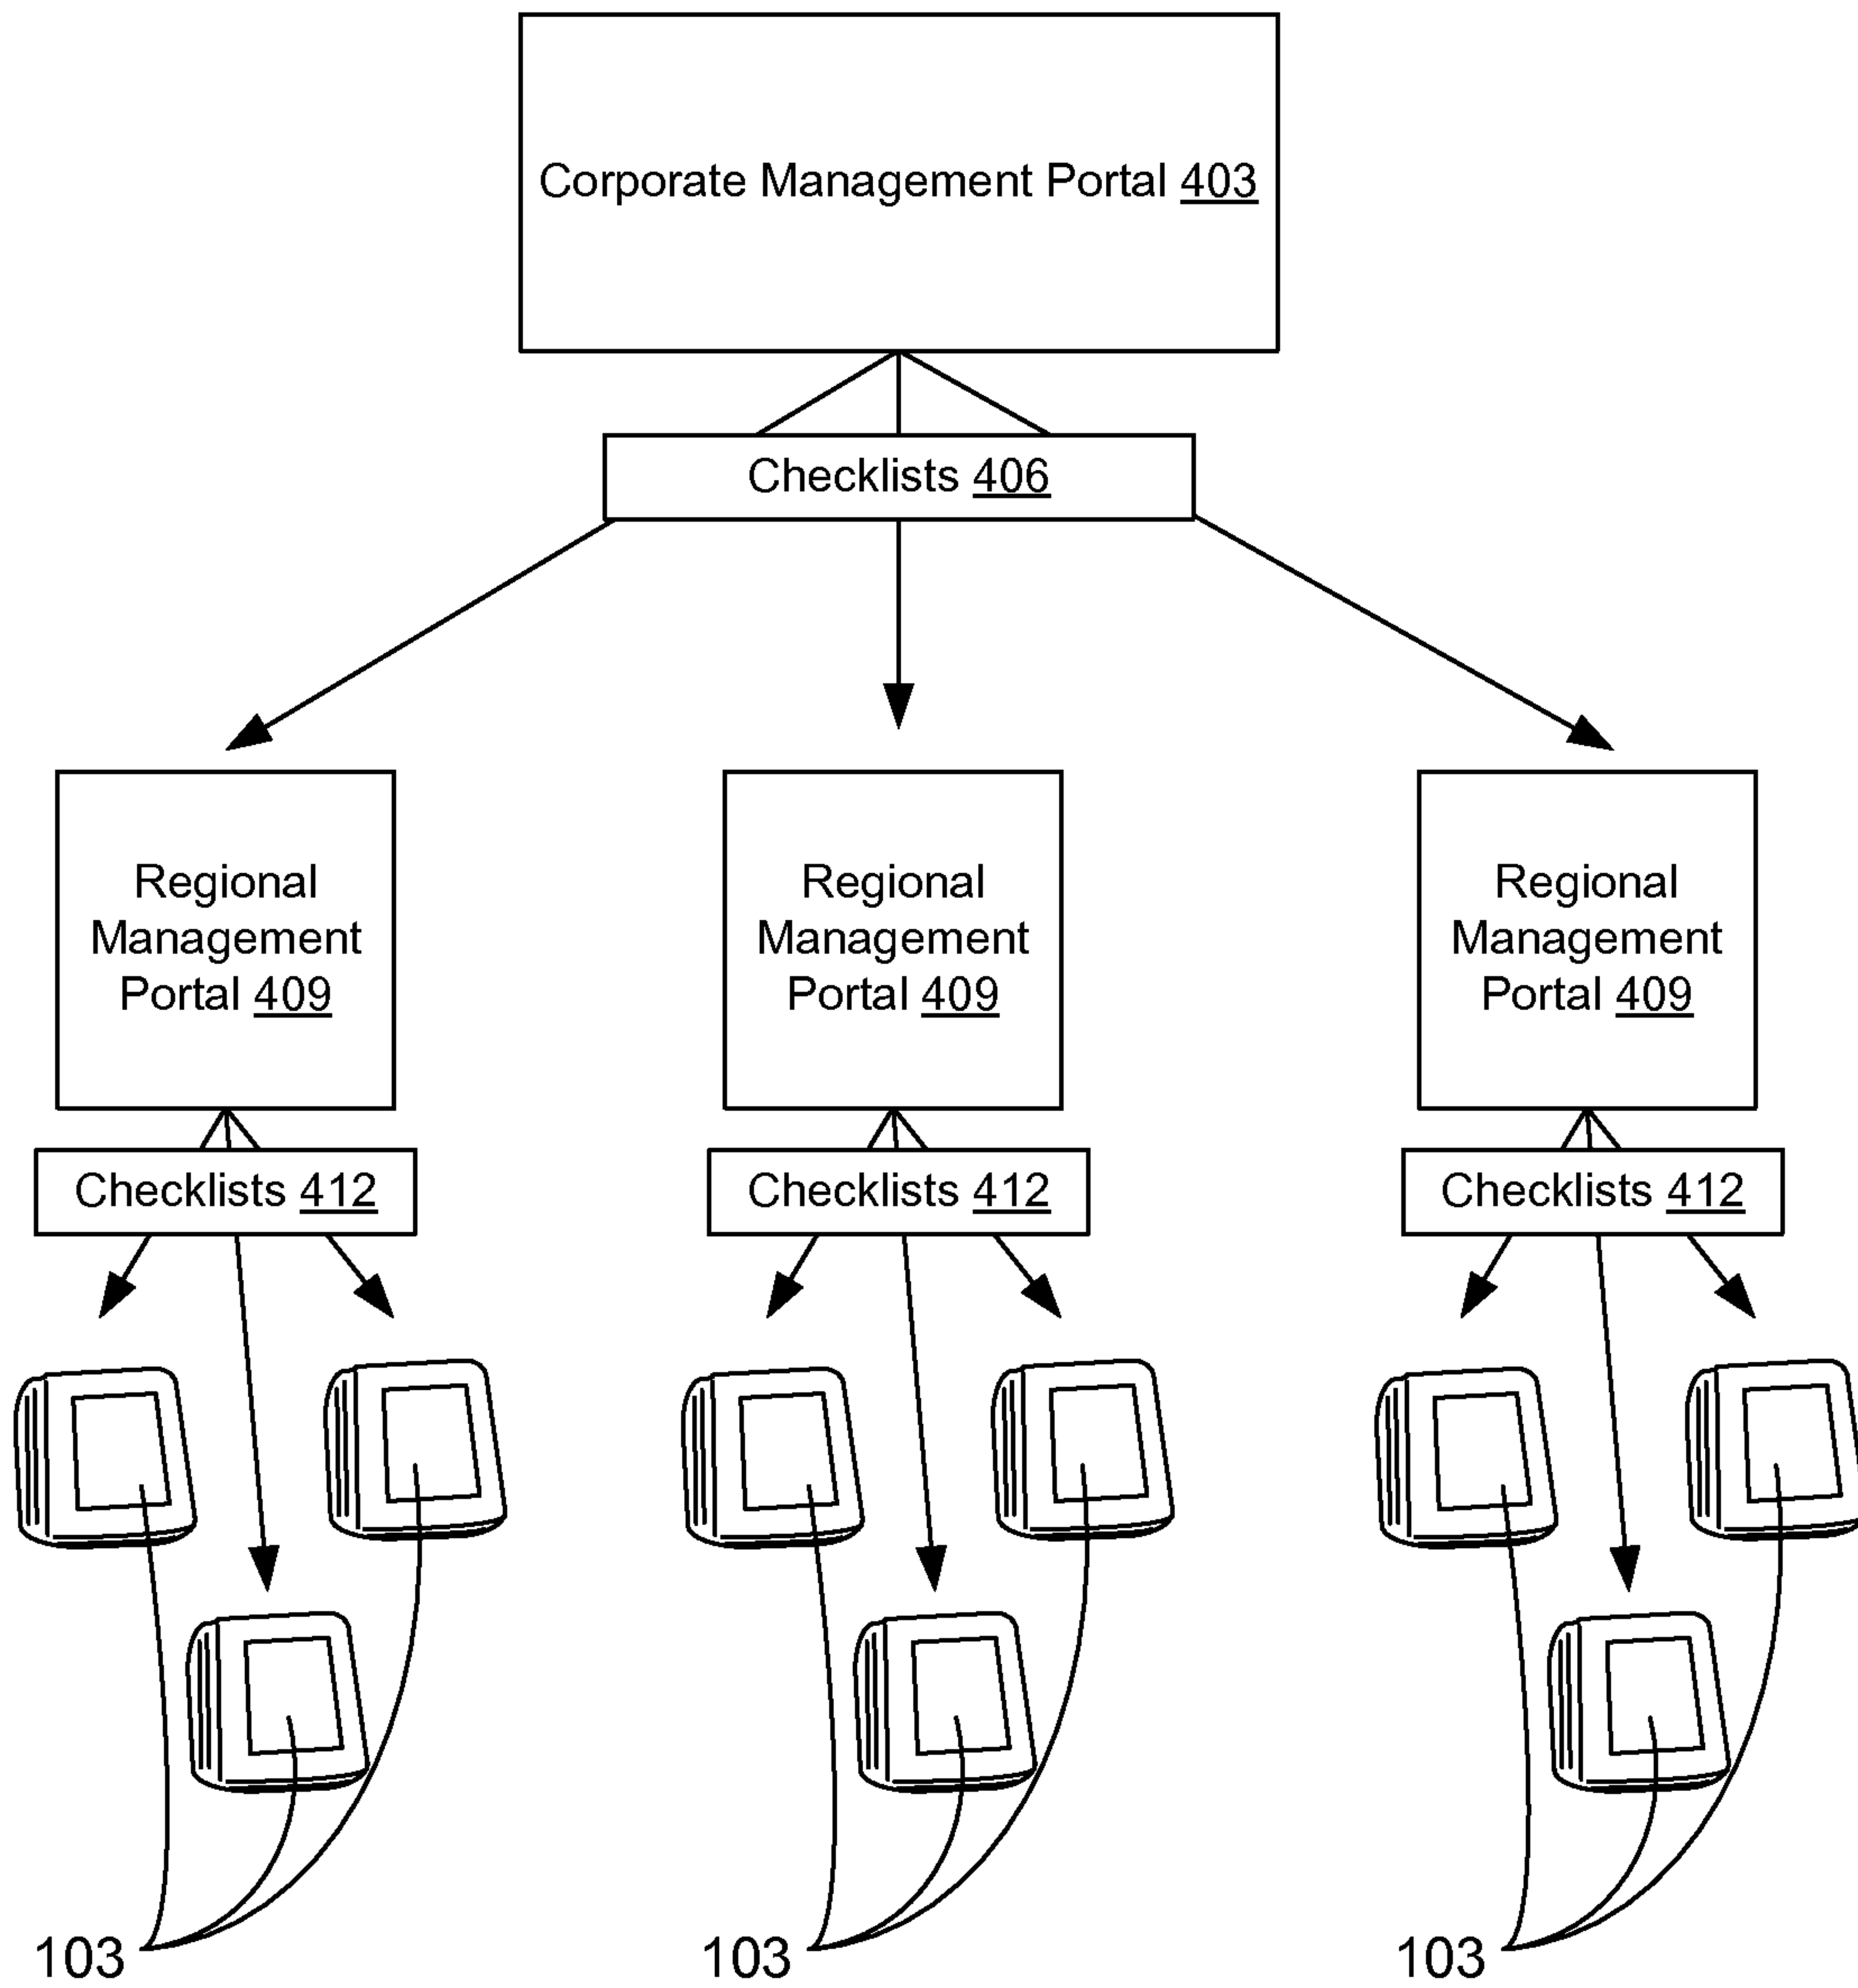 Corporate Management Portal 403
Checklists 406
Regional
Management
Portal 409
Regional
Management
Portal 409
Regional
Management
Portal 409
Checklists 412
Checklists 412
Checklists 412
103
103
103